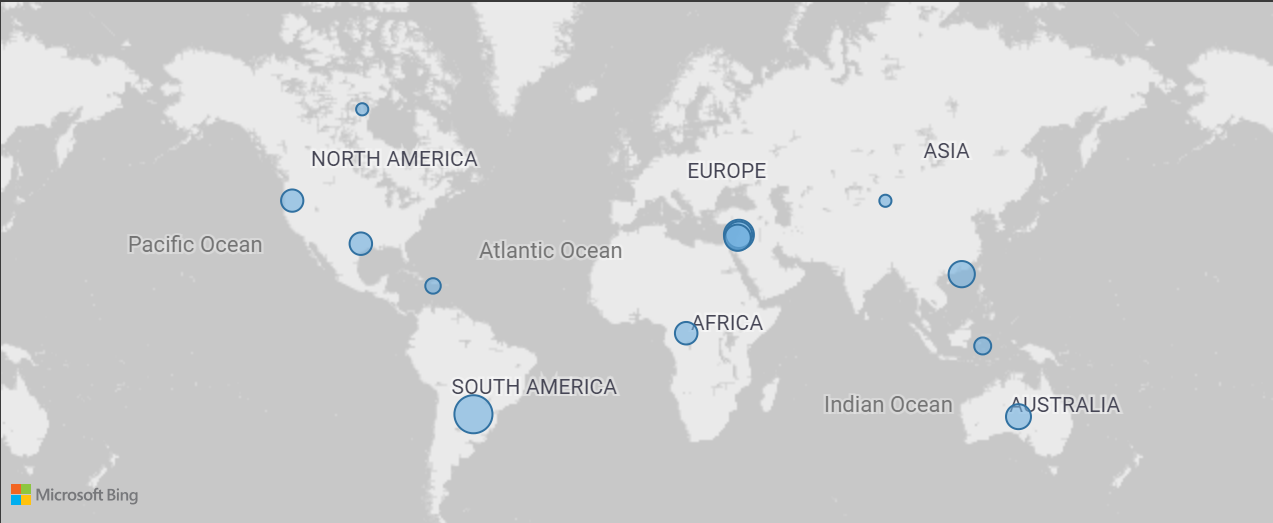 ASIA
NORTH AMERICA
EUROPE
Pacific Ocean
Atlantic Ocean
AFRICA
SOUTH AMERICA
Indian Ocean
AUSTRALIA
Microsoft Bing